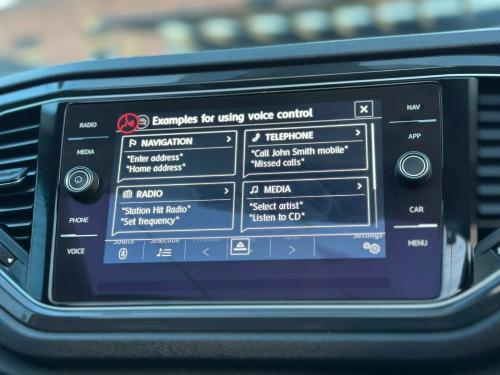 RADIO
MEDIA
PHONE
VOICE
Examples for using voice control
NAVIGATION
"Enter address"
"Home address"
TELEPHONE
"Call John Smith mobile"
"Missed calls"
RADIO
"Station Hit Radio"
"Set frequency"
MEDIA
"Select artist"
"Listen to CD"
Source
Selection
Previous
Next
Settings
NAV
APP
CAR
MENU